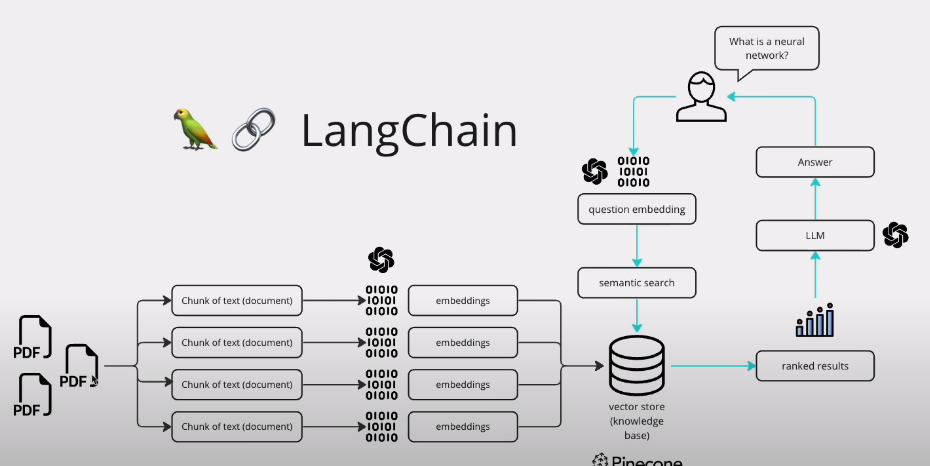 What is a neural
network?
LangChain
Answer
01010
10101
01010
question embedding
LLM
semantic search
01010
10101
01010
Chunk of text (document)
embeddings
PDF
PDF
PDF
01010
10101
01010
Chunk of text (document)
embeddings
ranked results
01010
10101
01010
Chunk of text (document)
embeddings
01010
10101
01010
Chunk of text (document)
embeddings
vector store
(knowledge
base)
Pinecone